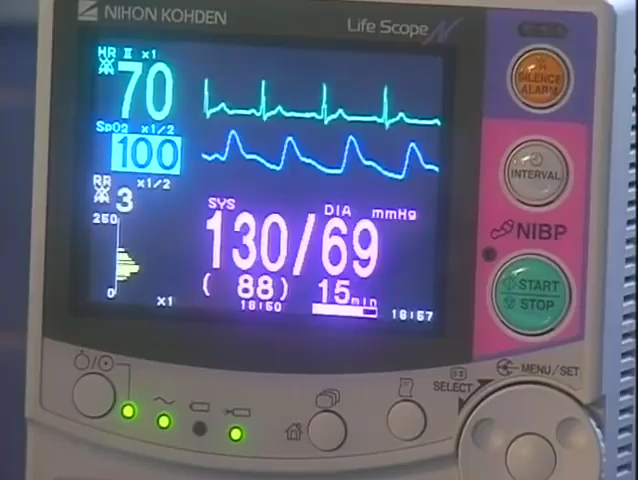 NIHON KOHDEN
Life Scope N
HR II x1
70
SpO2 x1/2
100
RR x1/2
3
250
0
x1
SYS DIA mmHg
130/69
(88) 15min
18:50
18:57
SILENCE ALARM
INTERVAL
NIBP
START
STOP
MENU/SET
SELECT